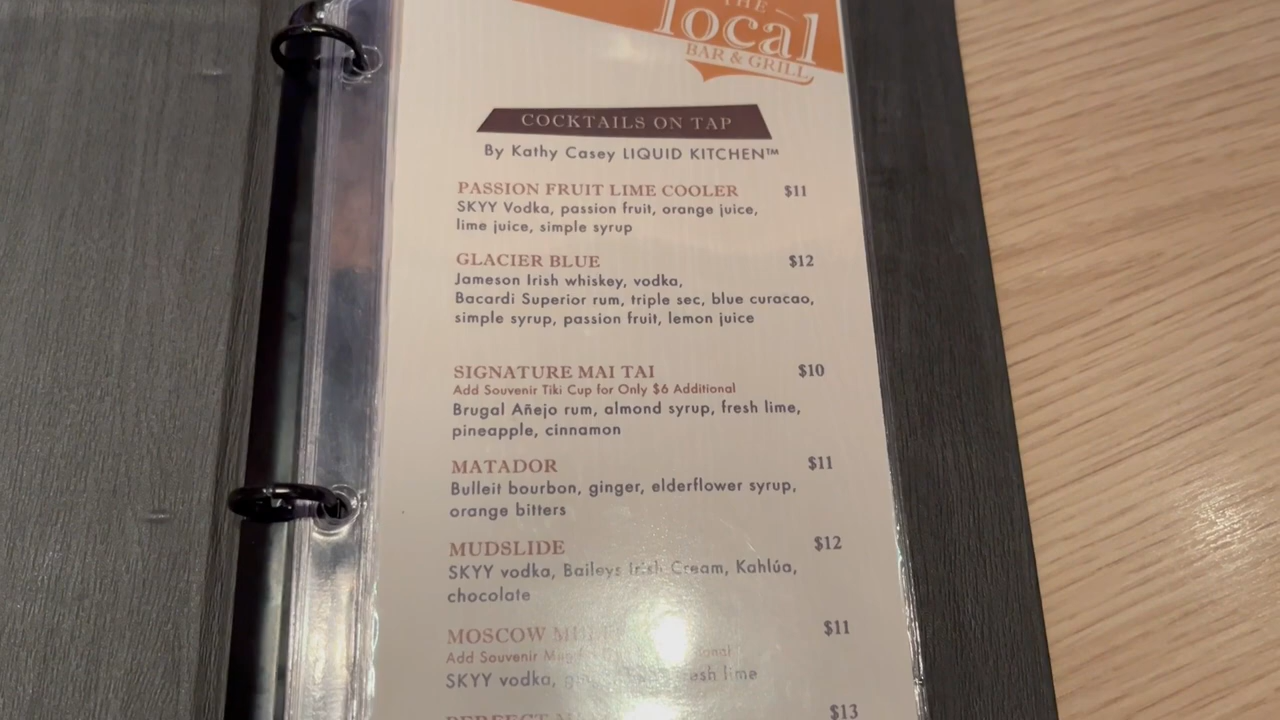 THE
local
BAR & GRILL
COCKTAILS ON TAP
By Kathy Casey LIQUID KITCHEN™
PASSION FRUIT LIME COOLER $11
SKYY Vodka, passion fruit, orange juice,
lime juice, simple syrup
GLACIER BLUE $12
Jameson Irish whiskey, vodka,
Bacardi Superior rum, triple sec, blue curacao,
simple syrup, passion fruit, lemon juice
SIGNATURE MAI TAI $10
Add Souvenir Tiki Cup for Only $6 Additional
Brugal Añejo rum, almond syrup, fresh lime,
pineapple, cinnamon
MATADOR $11
Bulleit bourbon, ginger, elderflower syrup,
orange bitters
MUDSLIDE $12
SKYY vodka, Baileys Irish Cream, Kahlúa,
chocolate
MOSCOW $11
Add Souvenir
SKYY vodka, fresh lime
$13